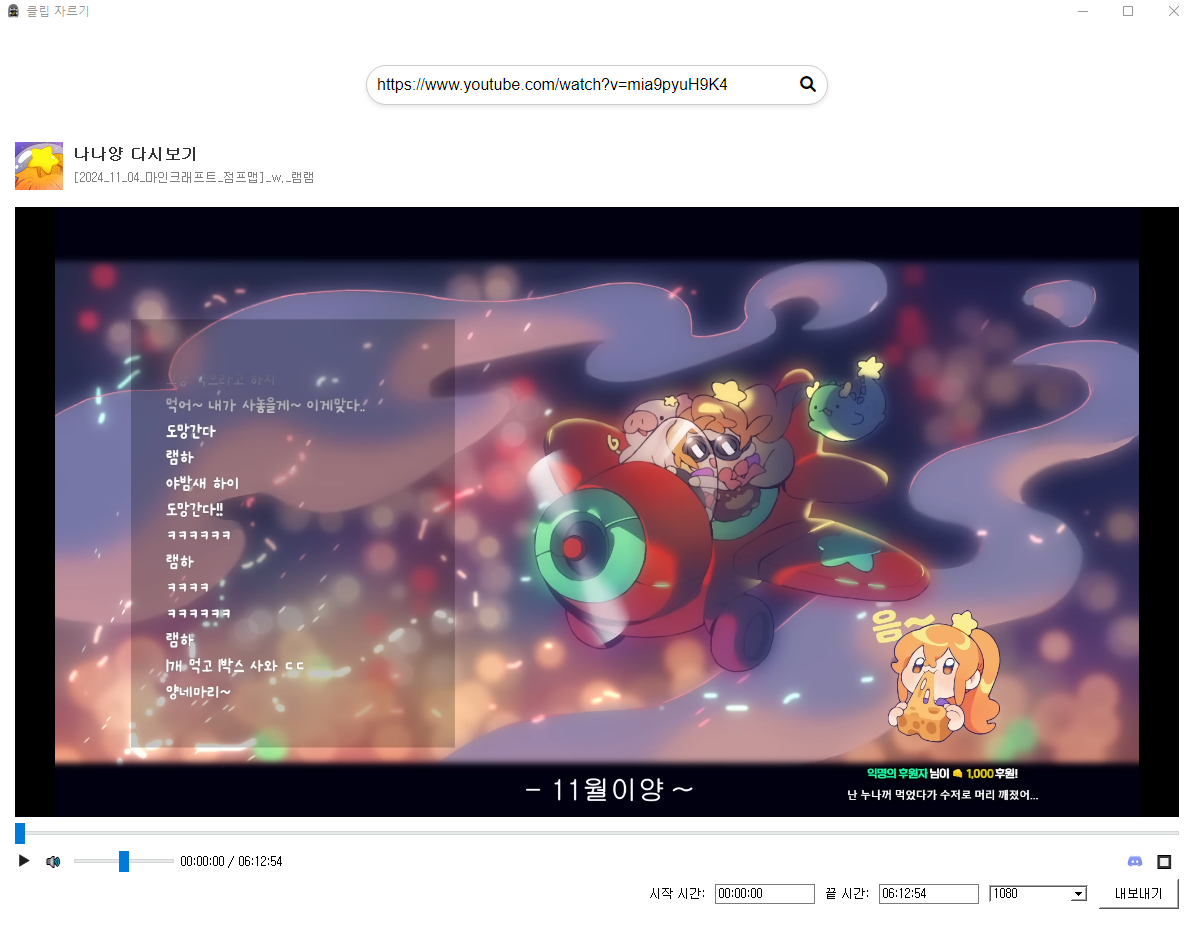 클립 자르기
https://www.youtube.com/watch?v=mia9pyuH9K4
나나양 다시보기
[2024_11_04_마인크래프트_점프맵]_w._램램
먹으라고 하시
먹어~ 내가 사놓을게~ 이게맞다..
도망간다
램하
야밤새 하이
도망간다!!
ㅋㅋㅋㅋㅋㅋ
램하
ㅋㅋㅋㅋ
ㅋㅋㅋㅋㅋㅋ
램하
1개 먹고 1박스 사와 ㄷㄷ
양네마리~
음~
- 11월이양 ~
익명의 후원자 님이 1,000 후원!
난 누나꺼 먹었다가 수저로 머리 깨졌어...
00:00:00 / 06:12:54
시작 시간: 00:00:00 끝 시간: 06:12:54 1080 내보내기